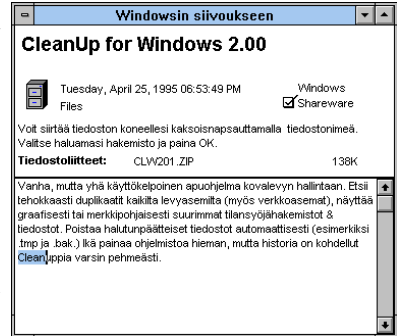 Windowsin siivoukseen
CleanUp for Windows 2.00
Tuesday, April 25, 1995 06:53:49 PM
Windows
Files
Shareware
Voit siirtää tiedoston koneellesi kaksoisnapsauttamalla tiedostonimeä.
Valitse haluamasi hakemisto ja paina OK.
Tiedostoliitteet: CLW201.ZIP 138K
Vanha, mutta yhä käyttökelpoinen apuohjelma kovalevyn hallintaan. Etsii
tehokkaasti duplikaatit kaikilta levyasemilta (myös verkkoasemat), näyttää
graafisesti tai merkkipohjaisesti suurimmat tilansyöjähakemistot &
tiedostot. Poistaa halutunpäätteiset tiedostot automaattisesti (esimerkiksi
.tmp ja .bak.) Ikä painaa ohjelmistoa hieman, mutta historia on kohdellut
Cleanuppia varsin pehmeästi.